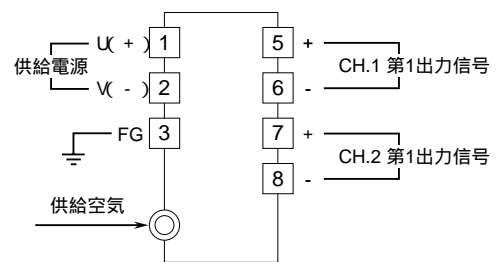 U( + ) 1
供給電源
V( - ) 2
FG 3
供給空気
5 +
CH.1 第1出力信号
6 -
7 +
CH.2 第1出力信号
8 -